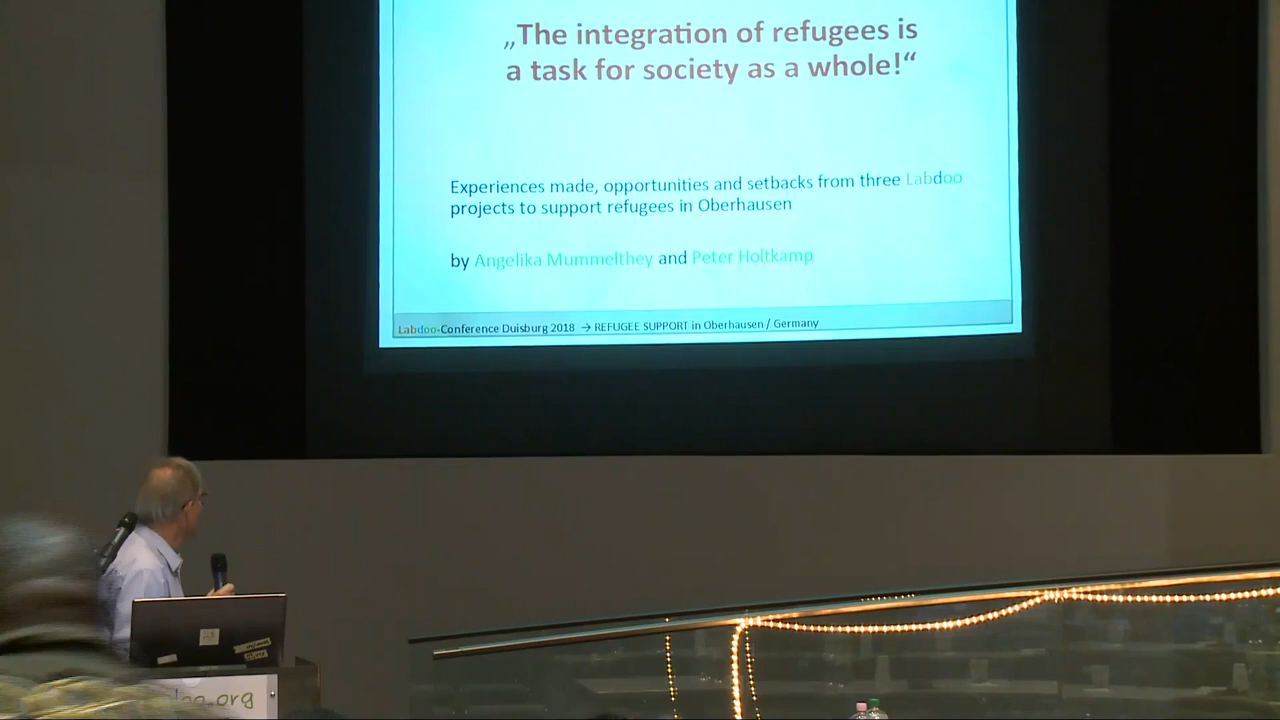 „The integration of refugees is
a task for society as a whole!“
Experiences made, opportunities and setbacks from three Labdoo
projects to support refugees in Oberhausen
by Angelika Mummelthey and Peter Holtkamp
Labdoo-Conference Duisburg 2018 → REFUGEE SUPPORT in Oberhausen / Germany
doo.org